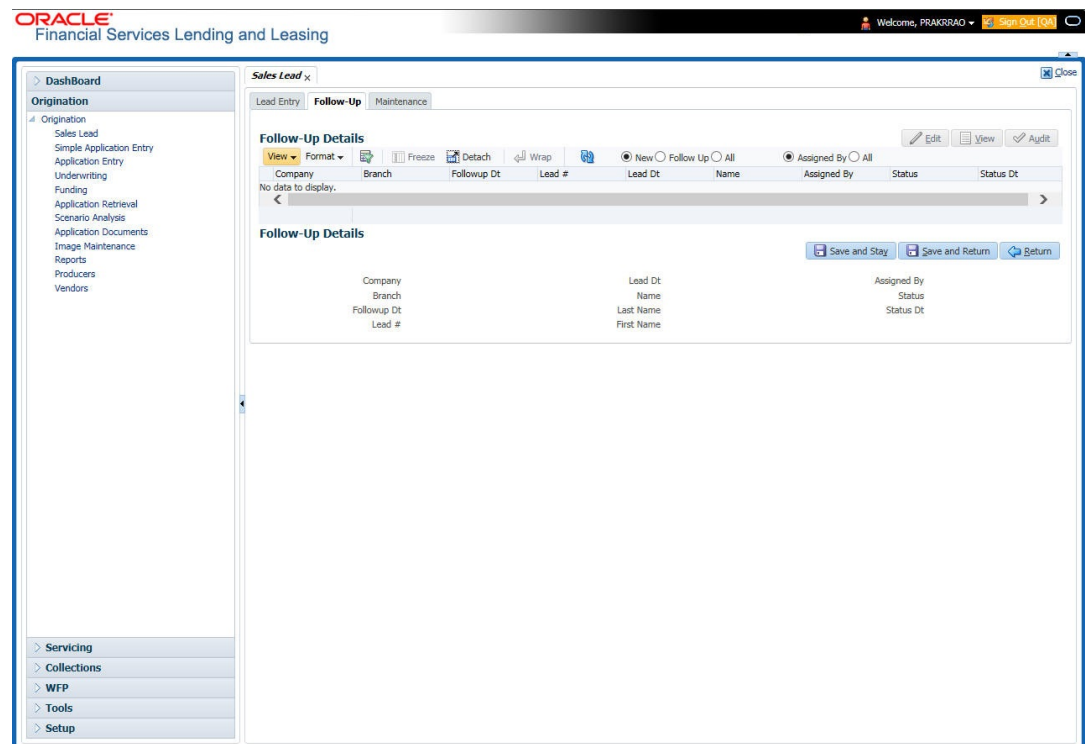 ORACLE
Financial Services Lending and Leasing
Welcome, PRAKRRAO
Sign Out [QA]
Close
DashBoard
Origination
Origination
Sales Lead
Simple Application Entry
Application Entry
Underwriting
Funding
Application Retrieval
Scenario Analysis
Application Documents
Image Maintenance
Reports
Producers
Vendors
Servicing
Collections
WFP
Tools
Setup
Sales Lead x
Lead Entry Follow-Up Maintenance
Follow-Up Details
Edit View Audit
View Format Freeze Detach Wrap New Follow Up All Assigned By All
Company Branch Followup Dt Lead # Lead Dt Name Assigned By Status Status Dt
No data to display.
Follow-Up Details
Save and Stay Save and Return Return
Company Lead Dt Assigned By
Branch Name Status
Followup Dt Last Name Status Dt
Lead # First Name